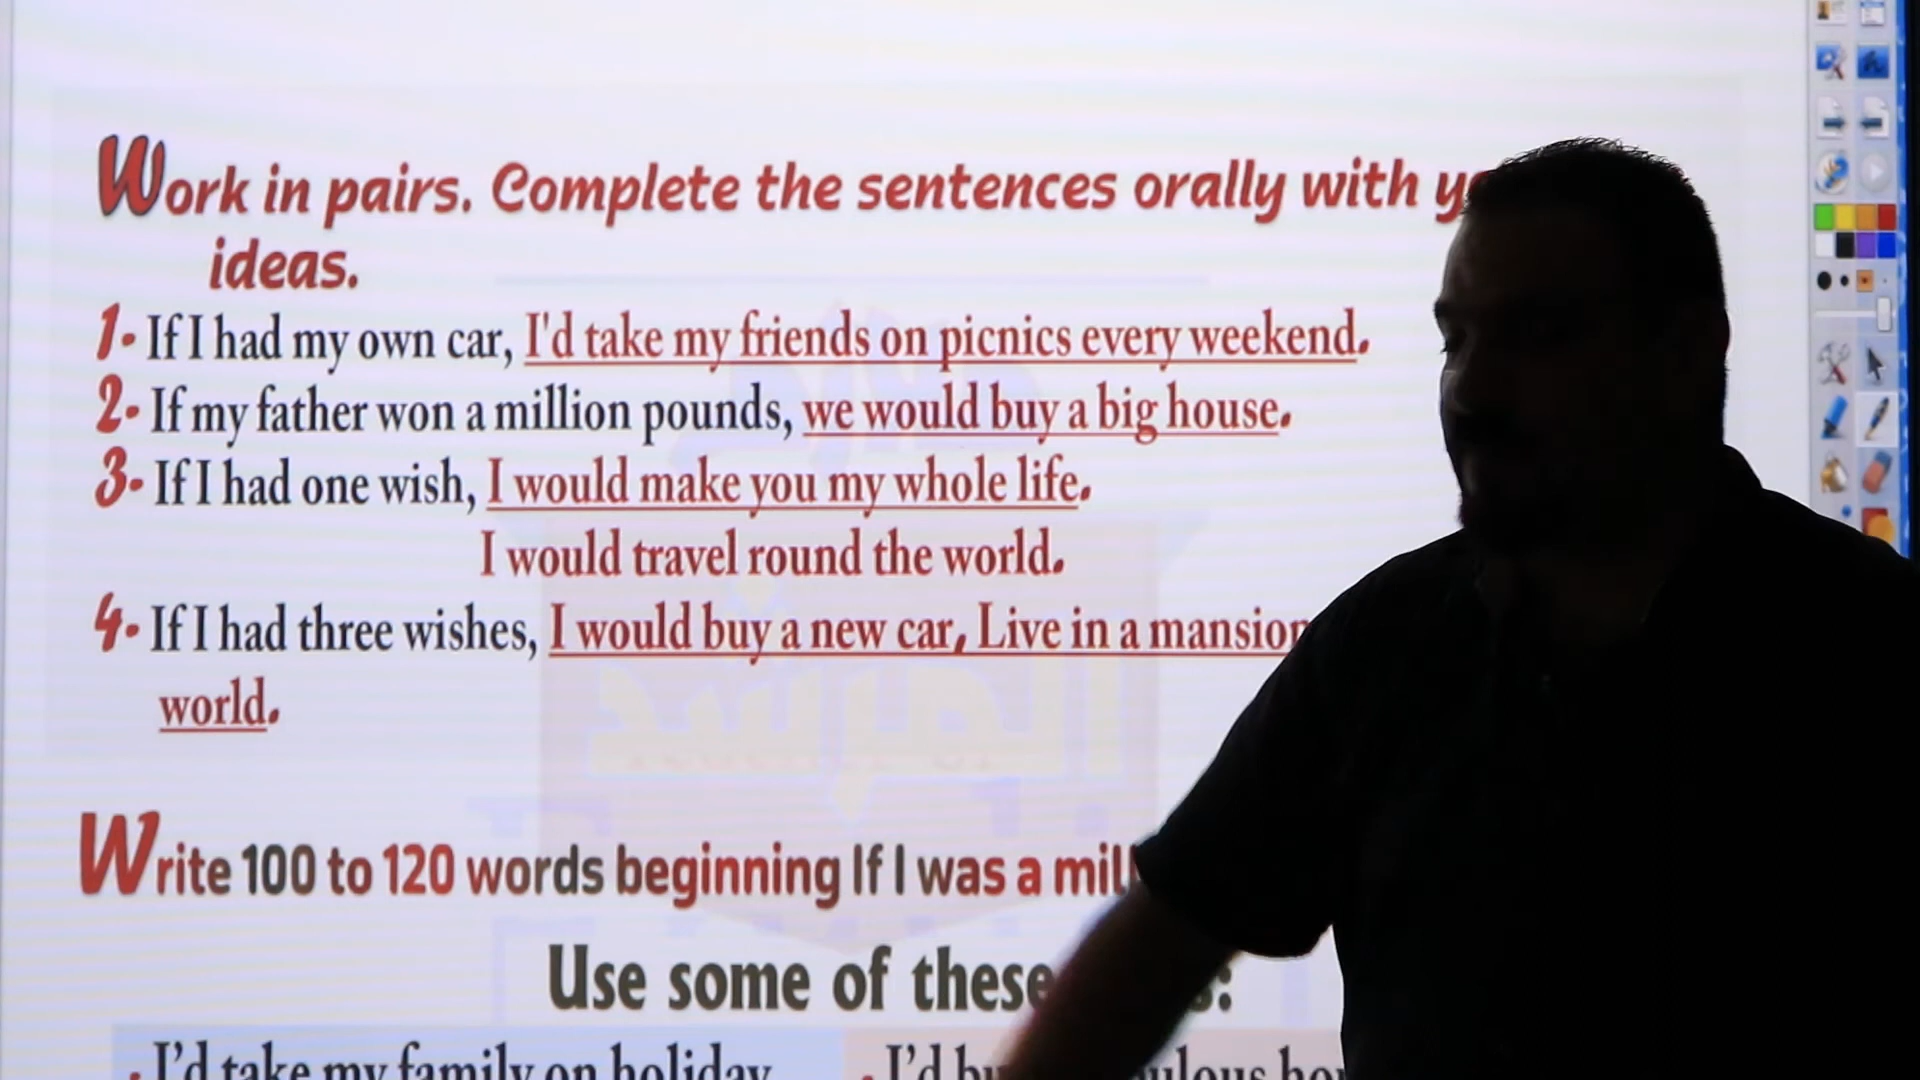 Work in pairs. Complete the sentences orally with
ideas.
1- If I had my own car, I'd take my friends on picnics every weekend.
2- If my father won a million pounds, we would buy a big house.
3- If I had one wish, I would make you my whole life.
I would travel round the world.
4- If I had three wishes, I would buy a new car, Live in a mansion
world.
Write 100 to 120 words beginning If I was a
Use some of these
• I'd take my family on holiday
• I'd